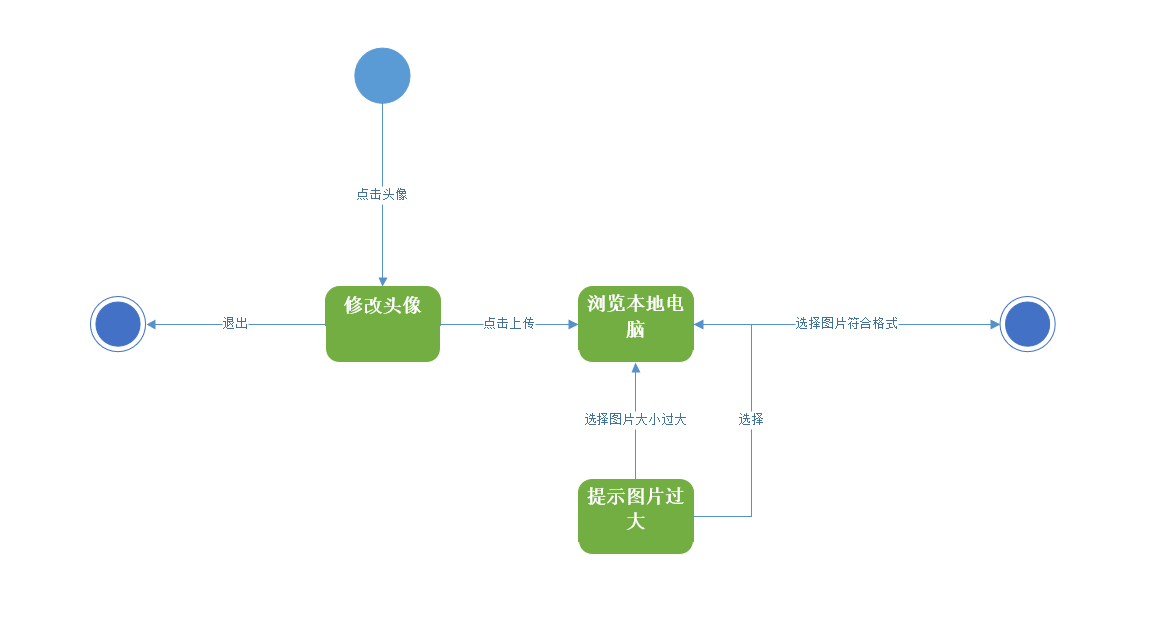 点击头像
修改头像
浏览本地电
脑
退出
点击上传
选择图片符合格式
选择图片大小过大
选择
提示图片过
大